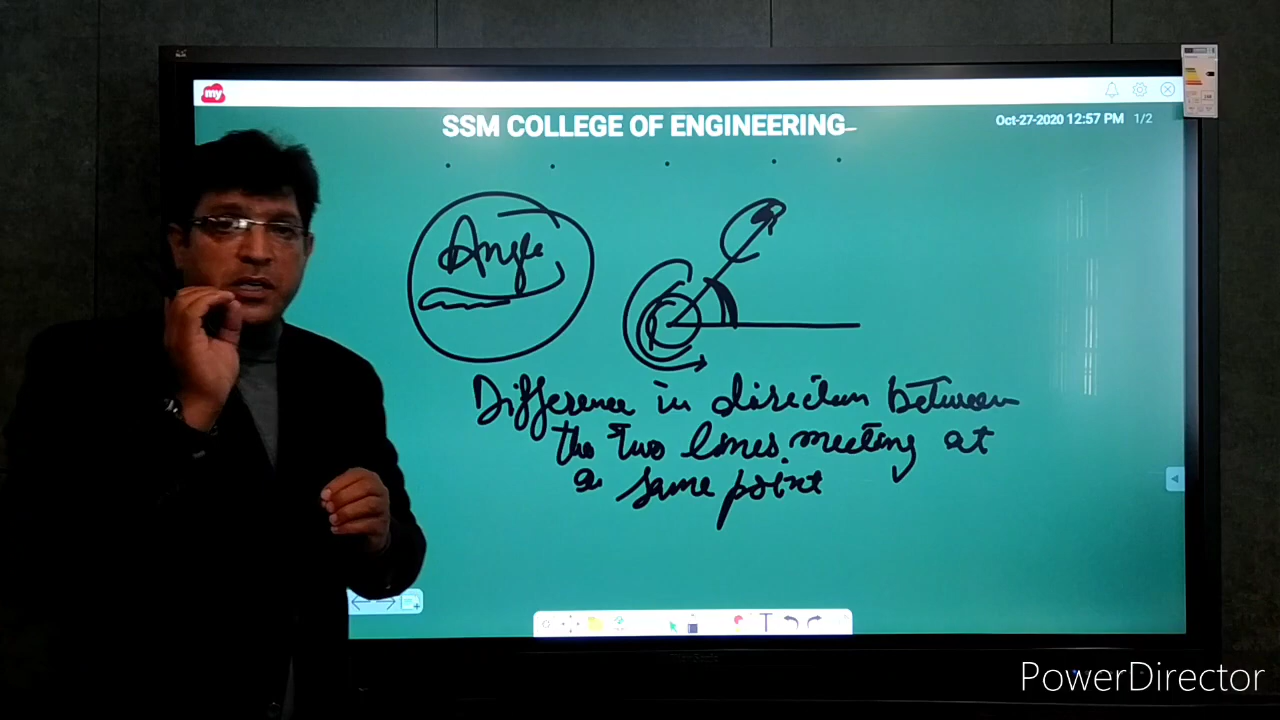 my
SSM COLLEGE OF ENGINEERING
Oct-27-2020 12:57 PM 1/2
Angle
Difference in direction between
the two lines meeting at
a same point
T
PowerDirector